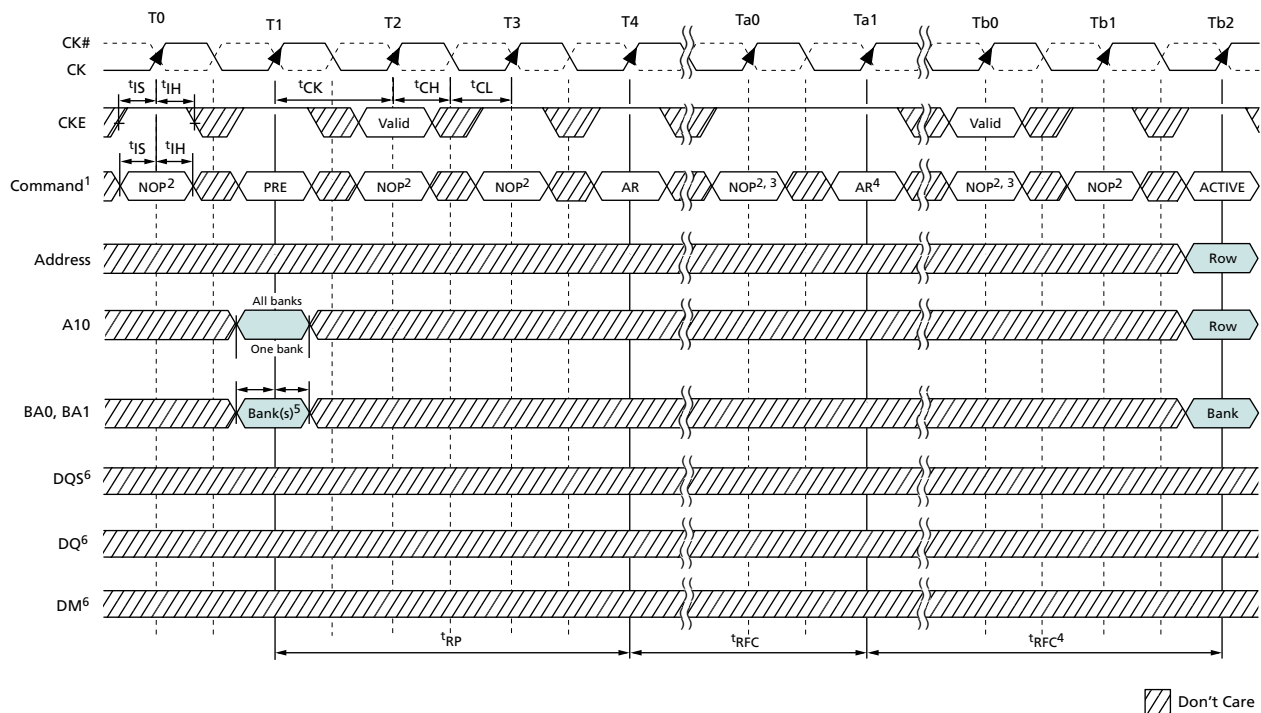 T0 T1 T2 T3 T4 Ta0 Ta1 Tb0 Tb1 Tb2
CK#
CK
tIS tIH tCK tCH tCL
CKE Valid Valid
tIS tIH
Command1 NOP2 PRE NOP2 NOP2 AR NOP2, 3 AR4 NOP2, 3 NOP2 ACTIVE
Address Row
All banks
A10 Row
One bank
BA0, BA1 Bank(s)5 Bank
DQS6
DQ6
DM6
tRP tRFC tRFC4
Don't Care